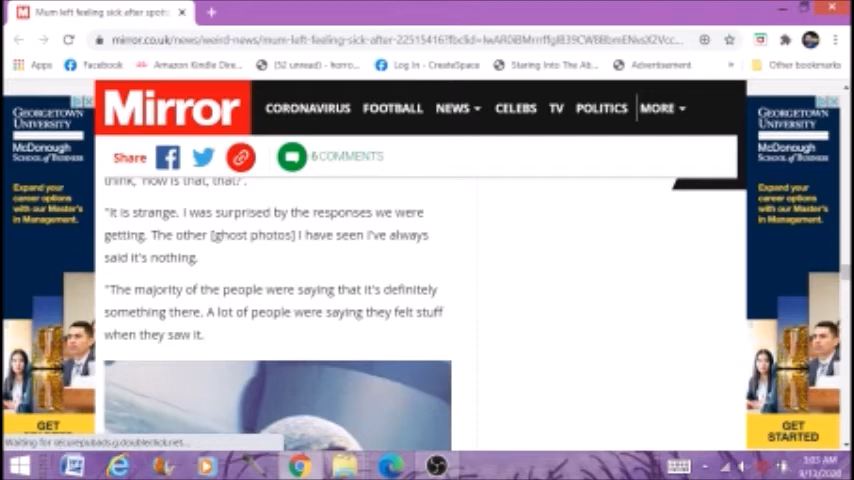 Mum left feeling sick after spot
mirror.co.uk/news/weird-news/mum-left-feeling-sick-after-22515416?fbclid=
Apps
Facebook
Amazon Kindle Dire...
(52 unread) - horro...
Log In - CreateSpace
Staring Into The Ab...
Advertisement
»
Other bookmarks
Mirror
CORONAVIRUS FOOTBALL NEWS CELEBS TV POLITICS MORE
Share
6 COMMENTS
think, 'how is that, that?'.
"It is strange. I was surprised by the responses we were
getting. The other [ghost photos] I have seen I've always
said it's nothing.
"The majority of the people were saying that it's definitely
something there. A lot of people were saying they felt stuff
when they saw it.
GEORGETOWN
UNIVERSITY
McDonough
SCHOOL of BUSINESS
Expand your
career options
with our Master's
in Management.
GET
GEORGETOWN
UNIVERSITY
McDonough
SCHOOL of BUSINESS
Expand your
career options
with our Master's
in Management.
GET
STARTED
Waiting for securepubads.g.doubleclick.net...
3:03 AM
9/13/2020